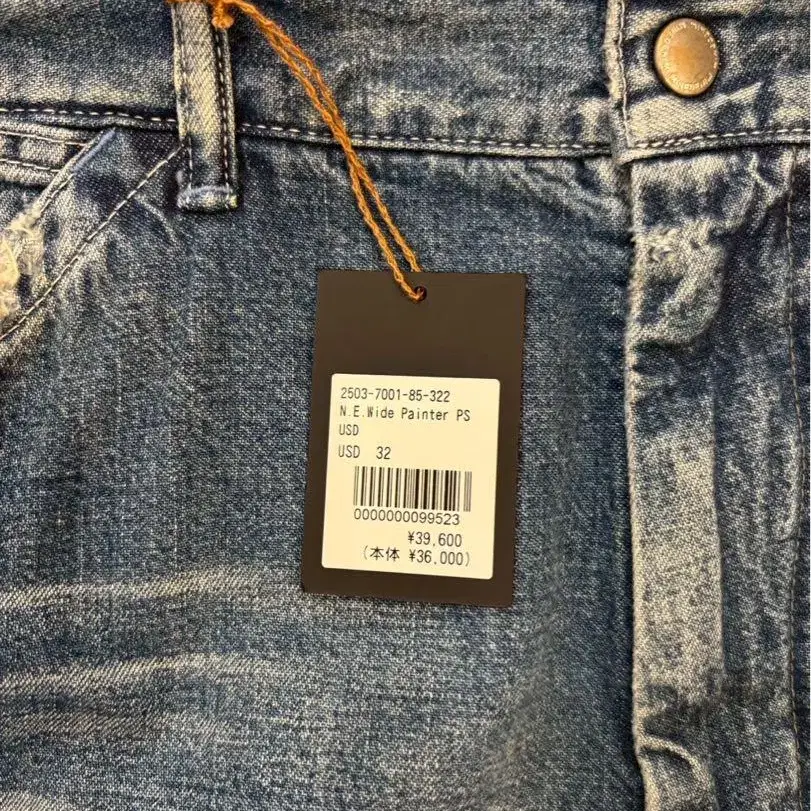 2503-7001-85-322
N.E.Wide Painter PS
USD
USD 32
0000000099523
¥39,600
(本体 ¥36,000)